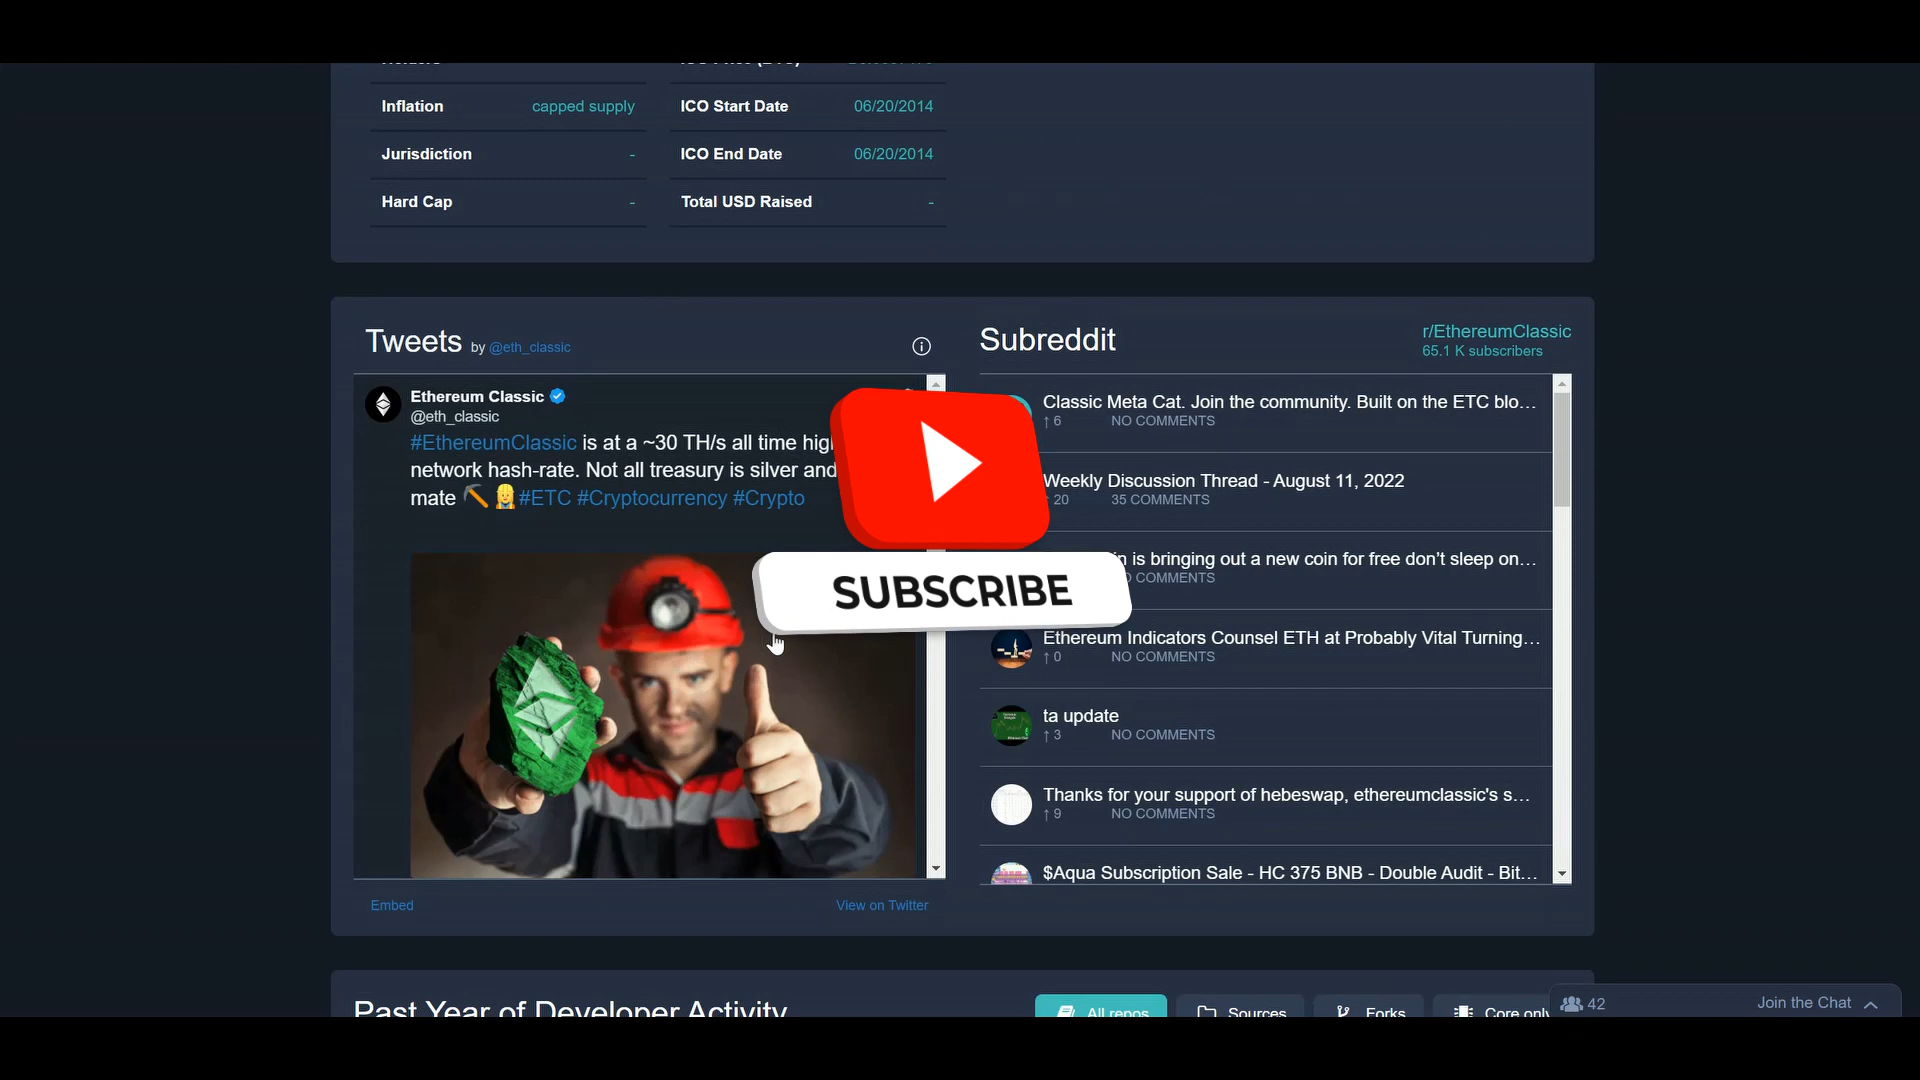 Inflation capped supply ICO Start Date 06/20/2014
Jurisdiction - ICO End Date 06/20/2014
Hard Cap - Total USD Raised -
Tweets by @eth_classic
Ethereum Classic
@eth_classic
#EthereumClassic is at a ~30 TH/s all time
network hash-rate. Not all treasury is silver and
mate #ETC #Cryptocurrency #Crypto
SUBSCRIBE
Embed View on Twitter
Subreddit
r/EthereumClassic
65.1 K subscribers
Classic Meta Cat. Join the community. Built on the ETC blo...
↑ 6 NO COMMENTS
Weekly Discussion Thread - August 11, 2022
20 35 COMMENTS
is bringing out a new coin for free don't sleep on...
COMMENTS
Ethereum Indicators Counsel ETH at Probably Vital Turning...
↑ 0 NO COMMENTS
ta update
↑ 3 NO COMMENTS
Thanks for your support of hebeswap, ethereumclassic's s...
↑ 9 NO COMMENTS
$Aqua Subscription Sale - HC 375 BNB - Double Audit - Bit...
Past Year of Developer Activity
All repos Sources Forks Core only
42 Join the Chat